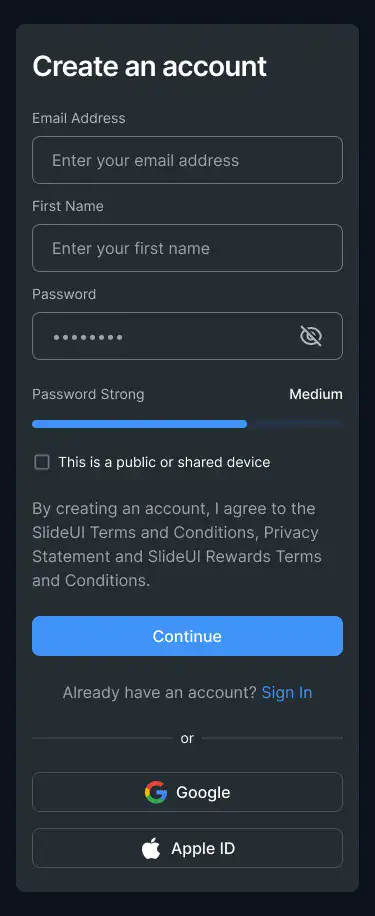 Create an account
Email Address
Enter your email address
First Name
Enter your first name
Password
••••••••
Password Strong Medium
This is a public or shared device
By creating an account, I agree to the
SlideUI Terms and Conditions, Privacy
Statement and SlideUI Rewards Terms
and Conditions.
Continue
Already have an account? Sign In
or
Google
Apple ID